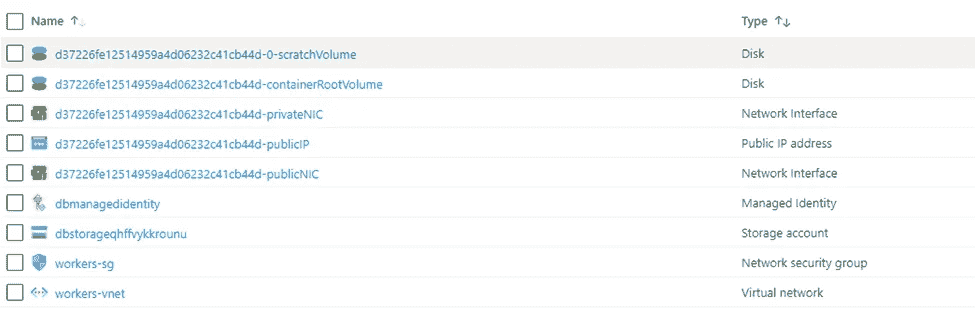 Name ↑↓ Type ↑↓
d37226fe12514959a4d06232c41cb44d-0-scratchVolume Disk
d37226fe12514959a4d06232c41cb44d-containerRootVolume Disk
d37226fe12514959a4d06232c41cb44d-privateNIC Network Interface
d37226fe12514959a4d06232c41cb44d-publicIP Public IP address
d37226fe12514959a4d06232c41cb44d-publicNIC Network Interface
dbmanagedidentity Managed Identity
dbstorageqhffvykkrounu Storage account
workers-sg Network security group
workers-vnet Virtual network